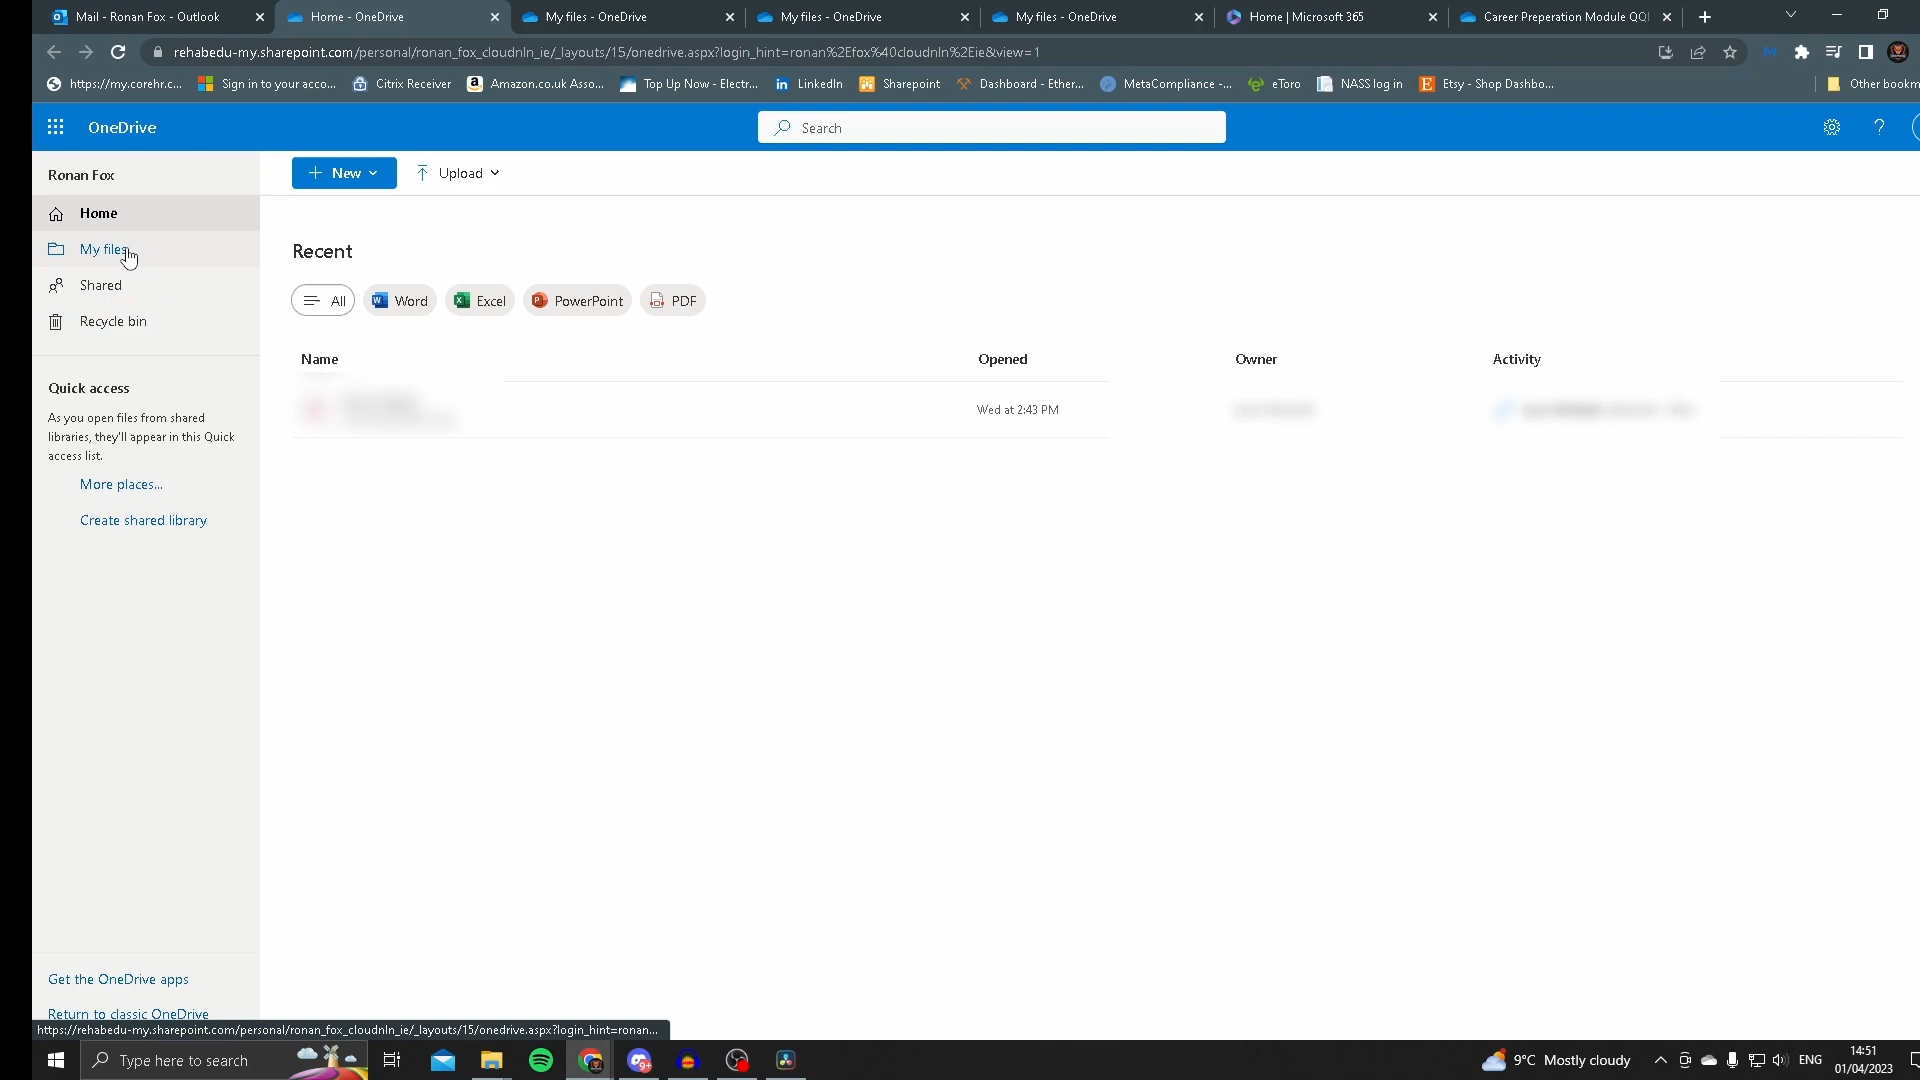 Mail - Ronan Fox - Outlook
Home - OneDrive
My files - OneDrive
My files - OneDrive
My files - OneDrive
Home | Microsoft 365
Career Preperation Module QQI
rehabedu-my.sharepoint.com/personal/ronan_fox_cloudnln_ie/_layouts/15/onedrive.aspx?login_hint=ronan%2Efox%40cloudnln%2Eie&view=1
https://my.corehr.c...
Sign in to your acco...
Citrix Receiver
Amazon.co.uk Asso...
Top Up Now - Electr...
LinkedIn
Sharepoint
Dashboard - Ether...
MetaCompliance -...
eToro
NASS log in
Etsy - Shop Dashbo...
Other bookm
OneDrive
Search
Ronan Fox
New
Upload
Home
My files
Shared
Recycle bin
Recent
All
Word
Excel
PowerPoint
PDF
Name
Opened
Owner
Activity
Wed at 2:43 PM
Quick access
As you open files from shared
libraries, they'll appear in this Quick
access list.
More places...
Create shared library
Get the OneDrive apps
Return to classic OneDrive
https://rehabedu-my.sharepoint.com/personal/ronan_fox_cloudnln_ie/_layouts/15/onedrive.aspx?login_hint=ronan...
Type here to search
9+
9°C Mostly cloudy
ENG
14:51
01/04/2023